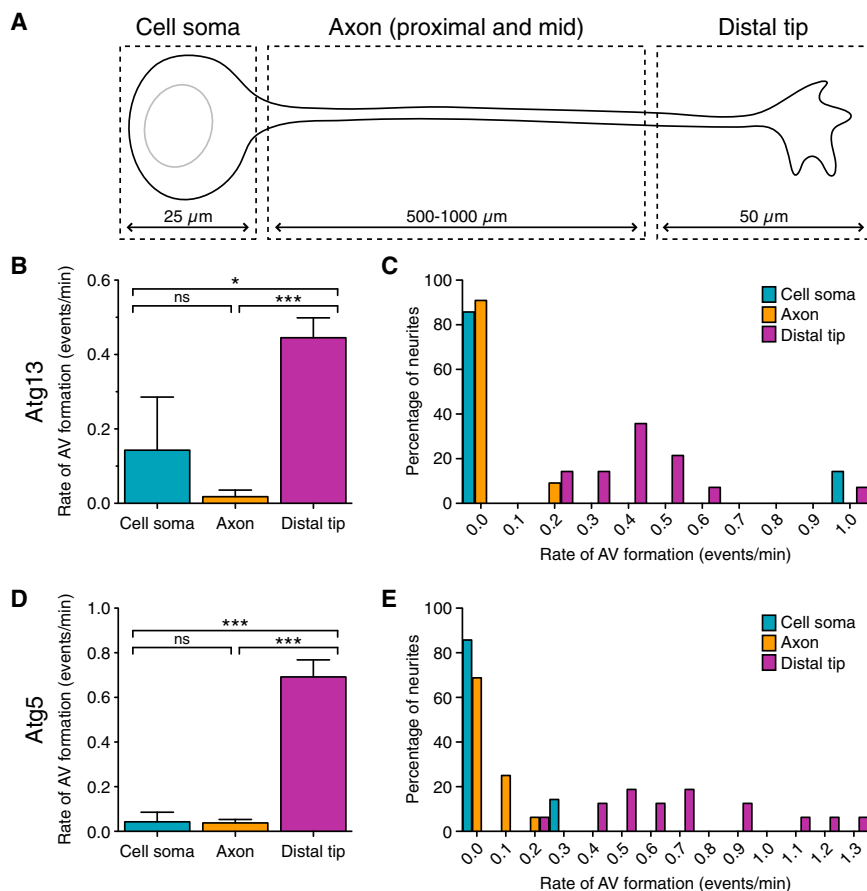 A
Cell soma
Axon (proximal and mid)
Distal tip
25 µm
500-1000 µm
50 µm
B
Atg13
Rate of AV formation (events/min)
0.6
0.4
0.2
0.0
*
ns
***
Cell soma
Axon
Distal tip
C
Percentage of neurites
100
80
60
40
20
0
Cell soma
Axon
Distal tip
0.0
0.1
0.2
0.3
0.4
0.5
0.6
0.7
0.8
0.9
1.0
Rate of AV formation (events/min)
D
Atg5
Rate of AV formation (events/min)
1.0
0.8
0.6
0.4
0.2
0.0
***
ns
***
Cell soma
Axon
Distal tip
E
Percentage of neurites
100
80
60
40
20
0
Cell soma
Axon
Distal tip
0.0
0.1
0.2
0.3
0.4
0.5
0.6
0.7
0.8
0.9
1.0
1.1
1.2
1.3
Rate of AV formation (events/min)